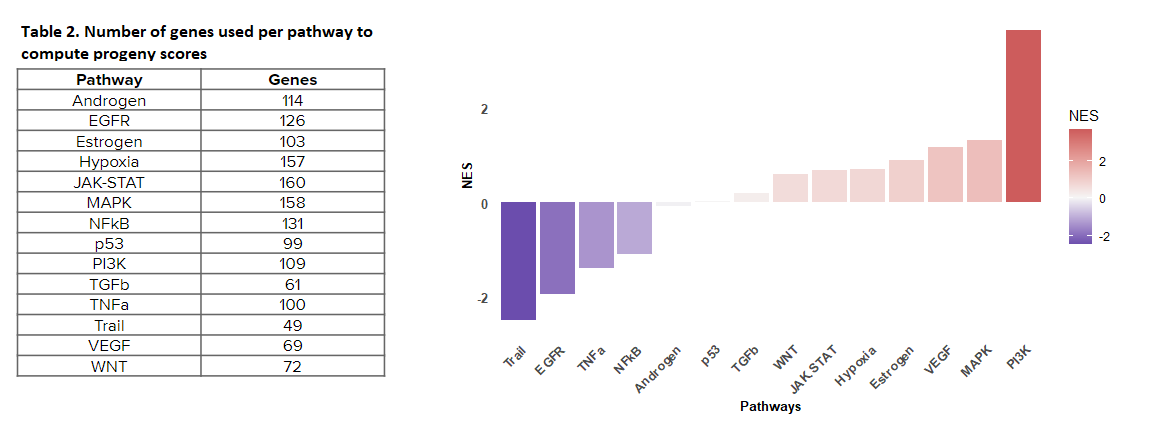 Table 2. Number of genes used per pathway to
compute progeny scores
Pathway Genes
Androgen 114
EGFR 126
Estrogen 103
Hypoxia 157
JAK-STAT 160
MAPK 158
NFkB 131
p53 99
PI3K 109
TGFb 61
TNFa 100
Trail 49
VEGF 69
WNT 72
NES
2
0
-2
Trail EGFR TNFa NFkB Androgen p53 TGFb WNT JAK.STAT Hypoxia Estrogen VEGF MAPK PI3K
Pathways
NES
2
0
-2